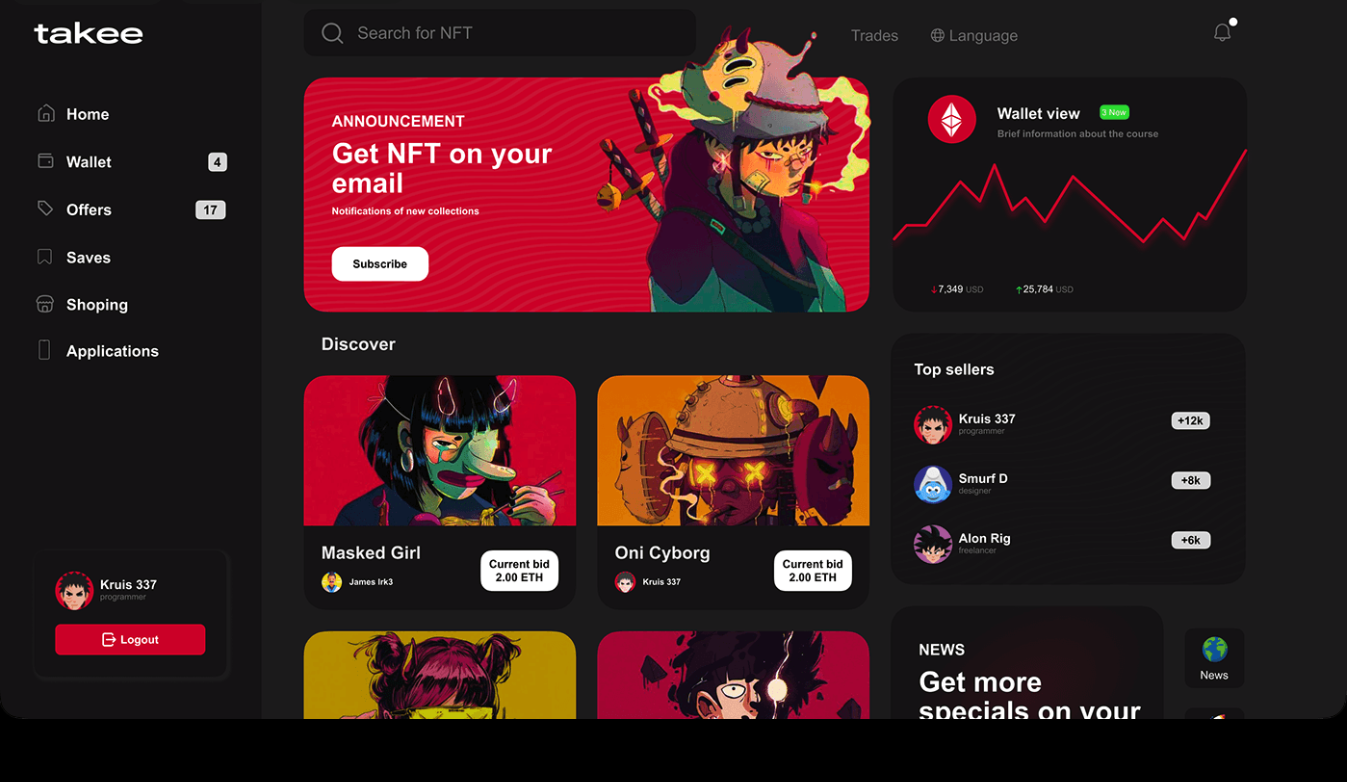 takee
Search for NFT
Trades
Language
Home
Wallet
4
Offers
17
Saves
Shoping
Applications
Kruis 337
programmer
Logout
ANNOUNCEMENT
Get NFT on your
email
Notifications of new collections
Subscribe
Wallet view
3 New
Brief information about the course
7,349 USD
25,784 USD
Discover
Masked Girl
James Irk3
Current bid
2.00 ETH
Oni Cyborg
Kruis 337
Current bid
2.00 ETH
Top sellers
Kruis 337
programmer
+12k
Smurf D
designer
+8k
Alon Rig
freelancer
+6k
NEWS
Get more
specials on your
News